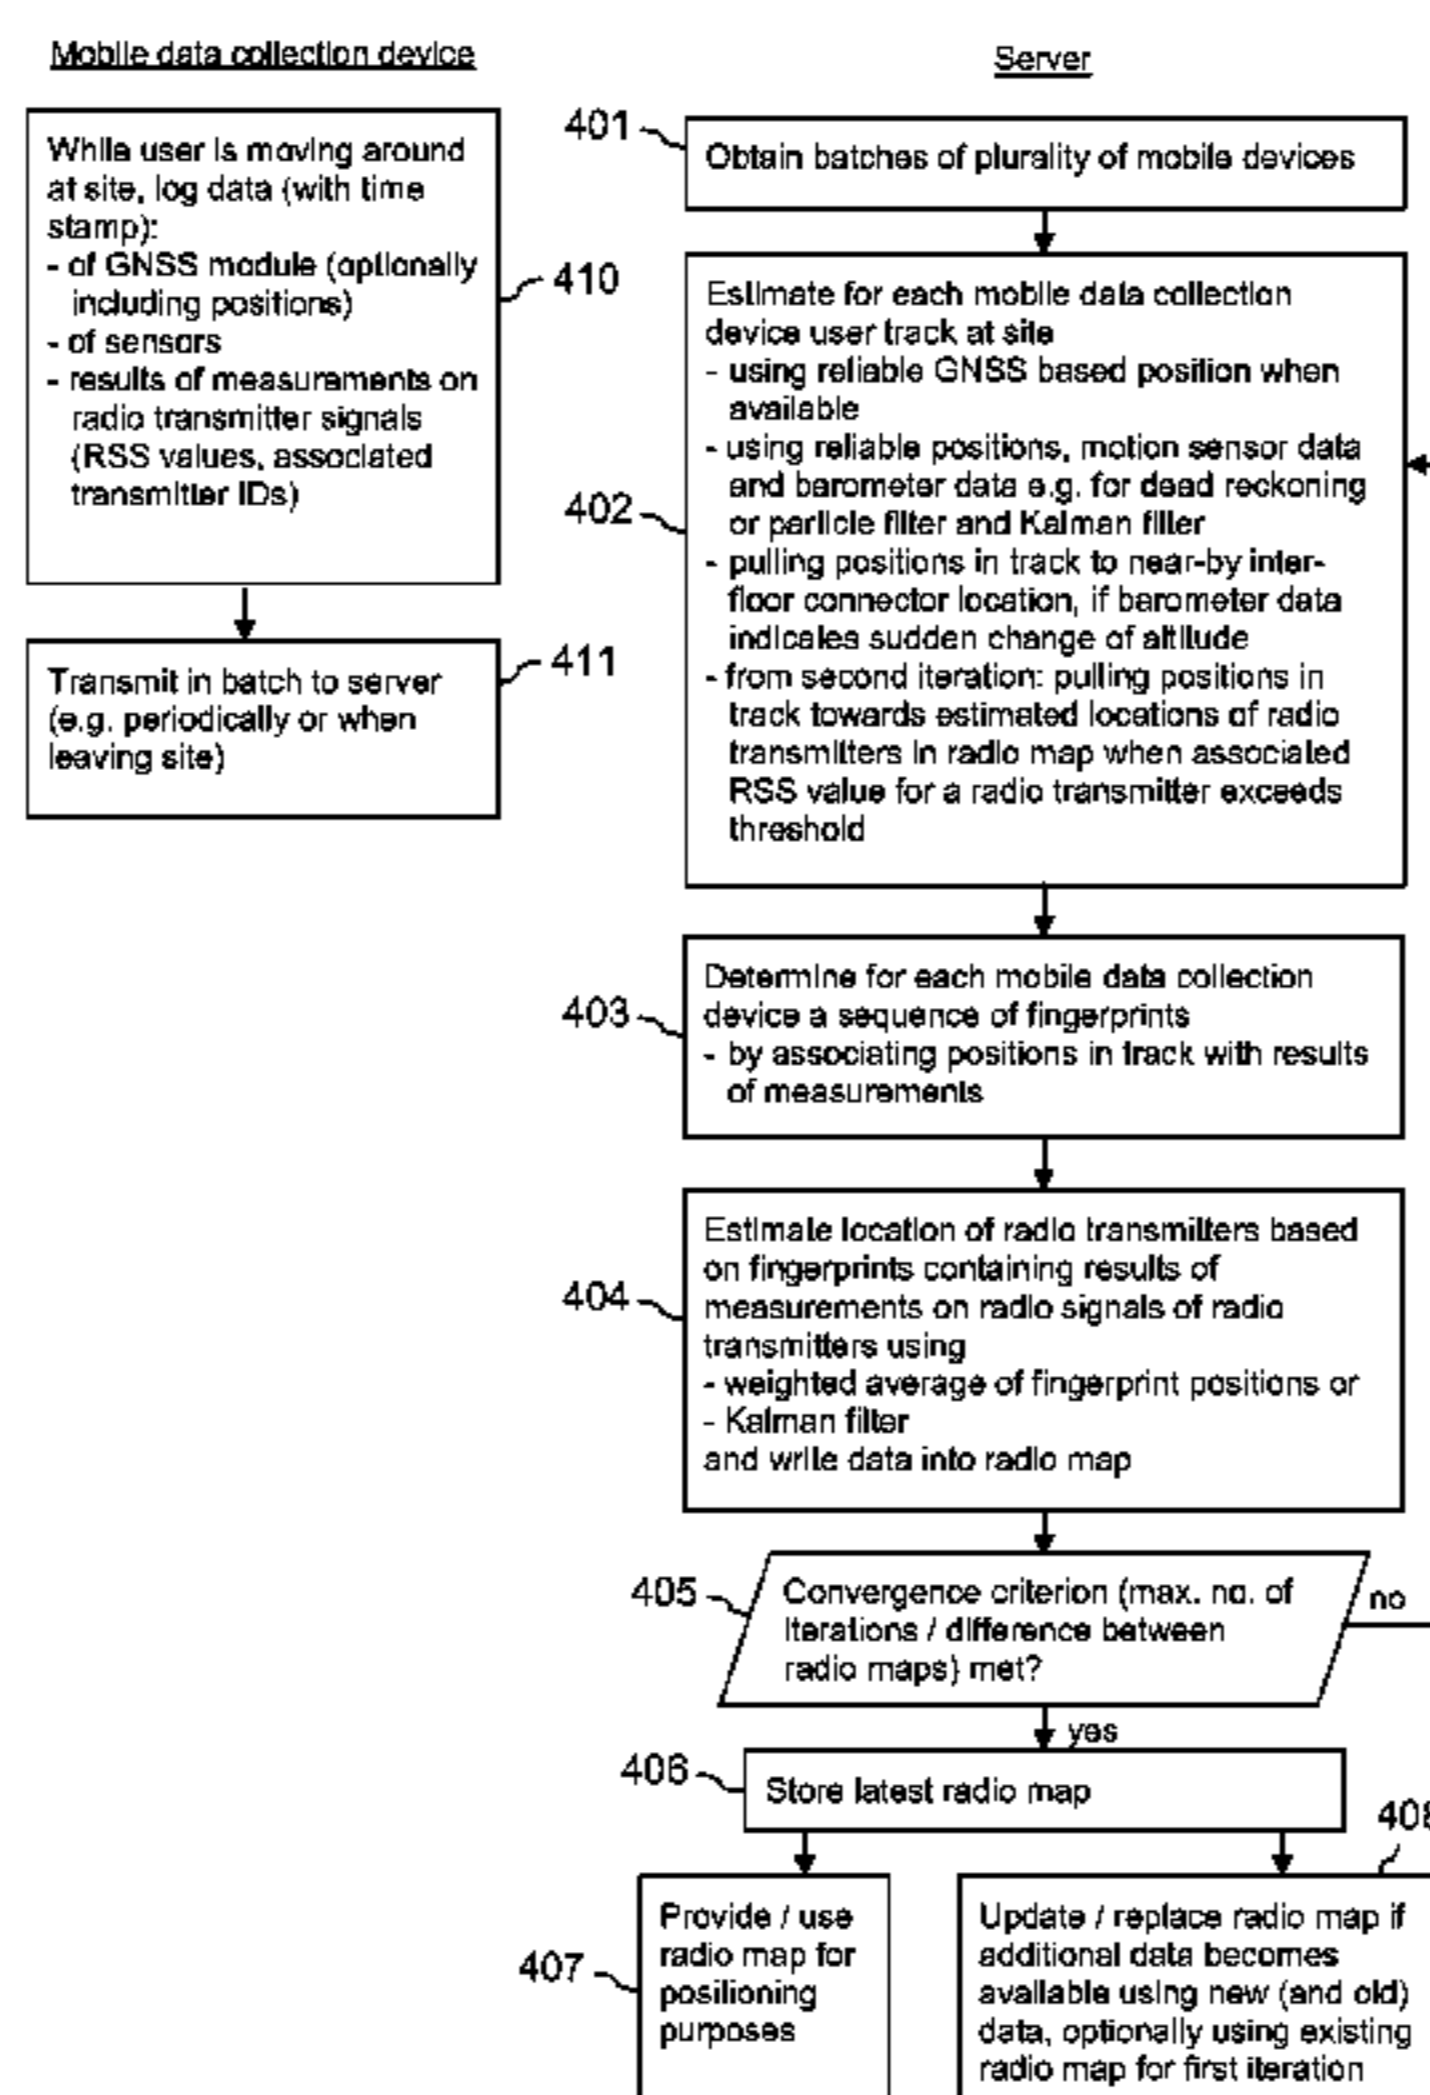 Mobile data collection device
While user is moving around
at site, log data (with time
stamp):
- of GNSS module (optionally
including positions)
- of sensors
- results of measurements on
radio transmitter signals
(RSS values, associated
transmitter IDs)
410
Transmit in batch to server
(e.g. periodically or when
leaving site)
411
Server
401
Obtain batches of plurality of mobile devices
402
Estimate for each mobile data collection
device user track at site
- using reliable GNSS based position when
available
- using reliable positions, motion sensor data
and barometer data e.g. for dead reckoning
or particle filter and Kalman filter
- pulling positions in track to near-by inter-
floor connector location, if barometer data
indicates sudden change of altitude
- from second iteration: pulling positions in
track towards estimated locations of radio
transmitters in radio map when associated
RSS value for a radio transmitter exceeds
threshold
403
Determine for each mobile data collection
device a sequence of fingerprints
- by associating positions in track with results
of measurements
404
Estimate location of radio transmitters based
on fingerprints containing results of
measurements on radio signals of radio
transmitters using
- weighted average of fingerprint positions or
- Kalman filter
and write data into radio map
405
Convergence criterion (max. no. of
iterations / difference between
radio maps) met?
no
yes
406
Store latest radio map
407
Provide / use
radio map for
positioning
purposes
408
Update / replace radio map if
additional data becomes
available using new (and old)
data, optionally using existing
radio map for first iteration